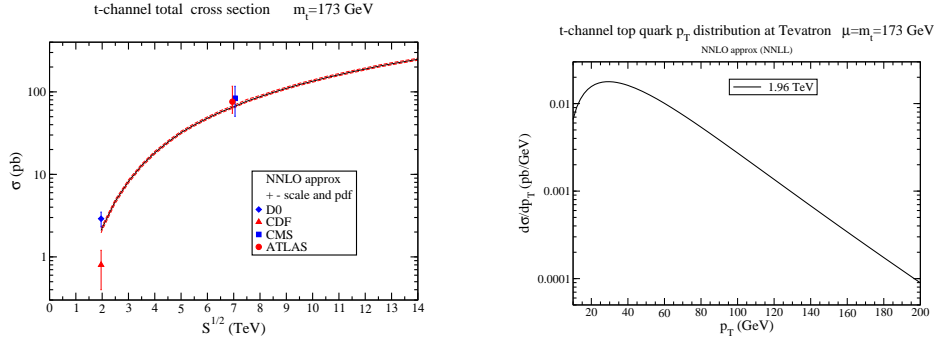 t-channel total cross section m_t=173 GeV
σ (pb)
100
10
1
NNLO approx
+ - scale and pdf
D0
CDF
CMS
ATLAS
0 1 2 3 4 5 6 7 8 9 10 11 12 13 14
S^{1/2} (TeV)
t-channel top quark p_T distribution at Tevatron μ=m_t=173 GeV
NNLO approx (NNLL)
1.96 TeV
dσ/dp_T (pb/GeV)
0.01
0.001
0.0001
20 40 60 80 100 120 140 160 180 200
p_T (GeV)